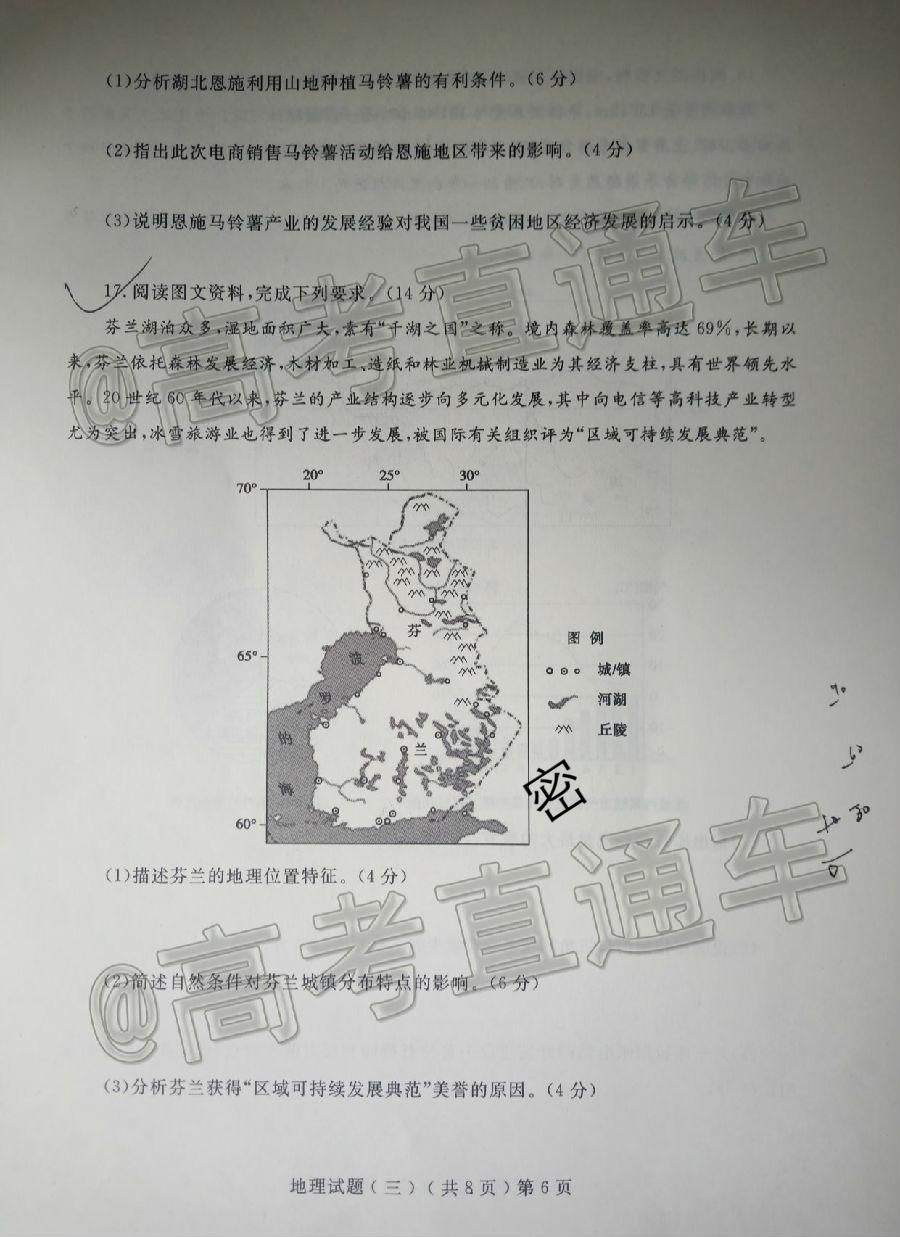 (1)分析湖北恩施利用山地种植马铃薯的有利条件。(6分)
(2)指出此次电商销售马铃薯活动给恩施地区带来的影响。(4分)
(3)说明恩施马铃薯产业的发展经验对我国一些贫困地区经济发展的启示。(4分)
17.阅读图文资料,完成下列要求。(14分)
芬兰湖泊众多,湿地面积广大,素有“千湖之国”之称。境内森林覆盖率高达69%,长期以
来,芬兰依托森林发展经济,木材加工、造纸和林业机械制造业为其经济支柱,具有世界领先水
平。20世纪60年代以来,芬兰的产业结构逐步向多元化发展,其中向电信等高科技产业转型
尤为突出,冰雪旅游业也得到了进一步发展,被国际有关组织评为“区域可持续发展典范”。
20° 25° 30°
70°
65°
60°
芬
兰
波
罗
的
海
图 例
城/镇
河湖
丘陵
密
(1)描述芬兰的地理位置特征。(4分)
(2)简述自然条件对芬兰城镇分布特点的影响。(6分)
(3)分析芬兰获得“区域可持续发展典范”美誉的原因。(4分)
地理试题(三)(共8页)第6页
@高考直通车
@高考直通车